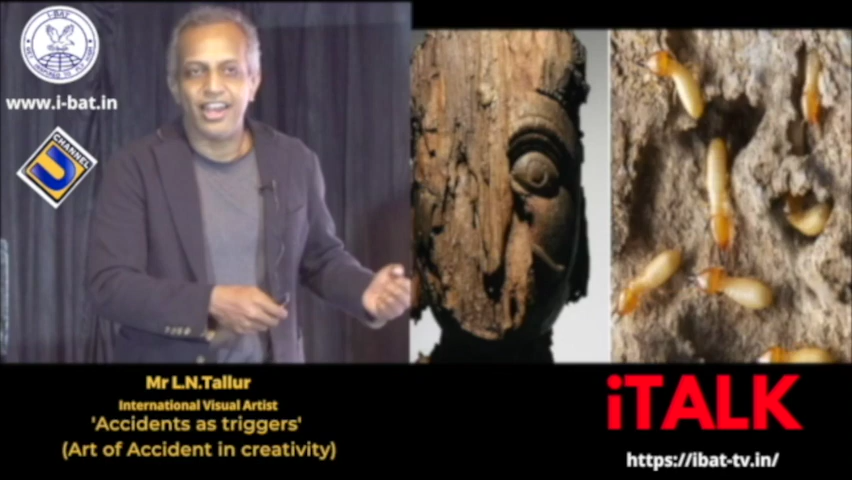 i-BAT
www.i-bat.in
CHANNEL
U
Mr L.N.Tallur
International Visual Artist
'Accidents as triggers'
(Art of Accident in creativity)
iTALK
https://ibat-tv.in/